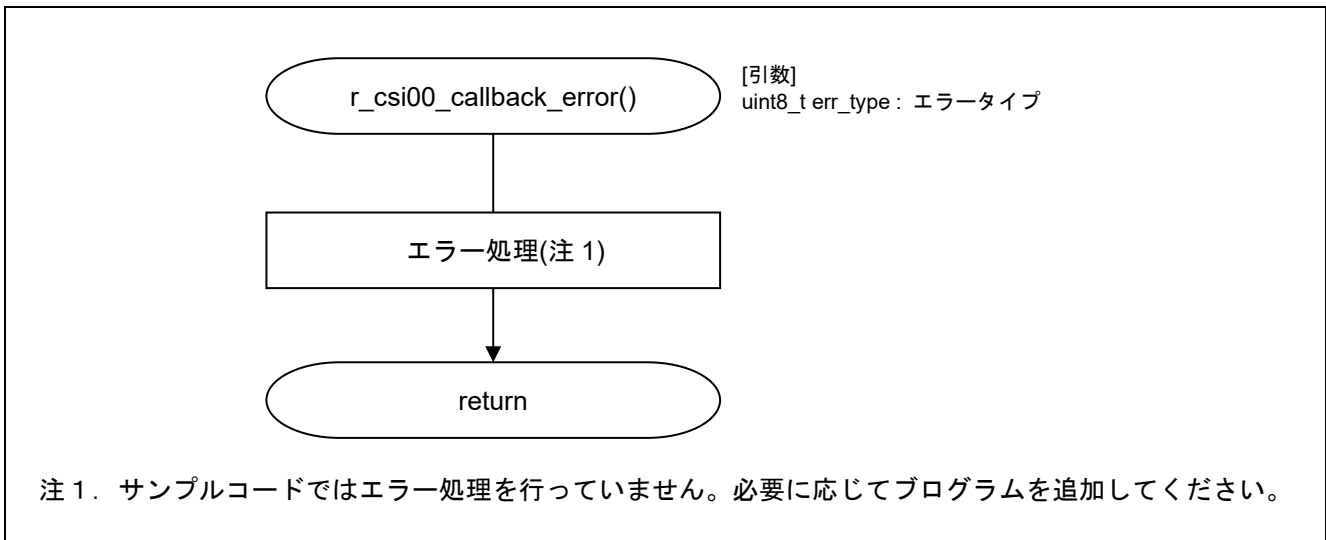 r_csi00_callback_error()
[引数]
uint8_t err_type : エラータイプ
エラー処理(注 1)
return
注１. サンプルコードではエラー処理を行っていません。必要に応じてブログラムを追加してください。